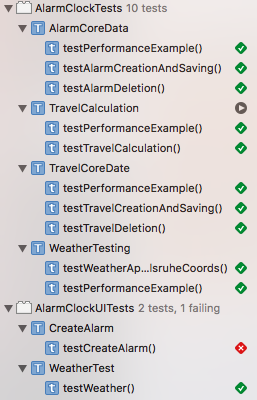 AlarmClockTests 10 tests
T AlarmCoreData
t testPerformanceExample()
t testAlarmCreationAndSaving()
t testAlarmDeletion()
T TravelCalculation
t testPerformanceExample()
t testTravelCalculation()
T TravelCoreDate
t testPerformanceExample()
t testTravelCreationAndSaving()
t testTravelDeletion()
T WeatherTesting
t testWeatherAp...lsruheCoords()
t testPerformanceExample()
AlarmClockUITests 2 tests, 1 failing
T CreateAlarm
t testCreateAlarm()
T WeatherTest
t testWeather()